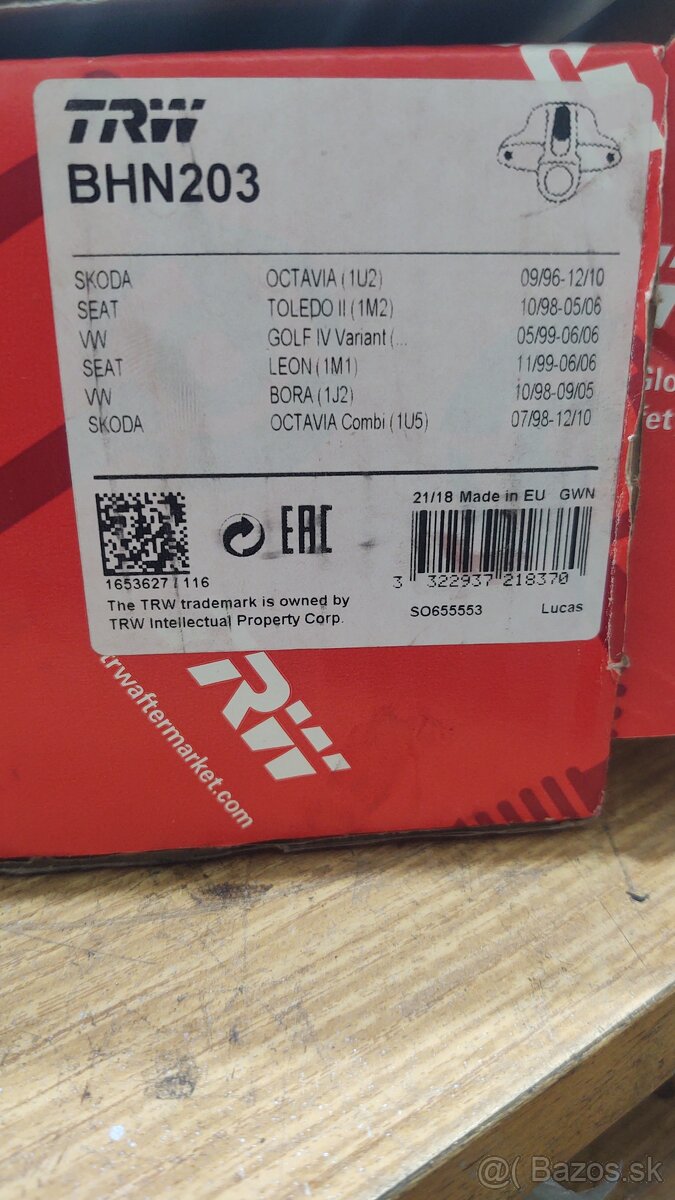 TRW
BHN203
SKODA OCTAVIA (1U2) 09/96-12/10
SEAT TOLEDO II (1M2) 10/98-05/06
VW GOLF IV Variant (... 05/99-06/06
SEAT LEON (1M1) 11/99-06/06
VW BORA (1J2) 10/98-09/05
SKODA OCTAVIA Combi (1U5) 07/98-12/10
21/18 Made in EU GWN
EAC
1653627 / 116
3 322937 218370
The TRW trademark is owned by
TRW Intellectual Property Corp.
SO655553 Lucas
trwaftermarket.com
TRW
@( Bazos.sk